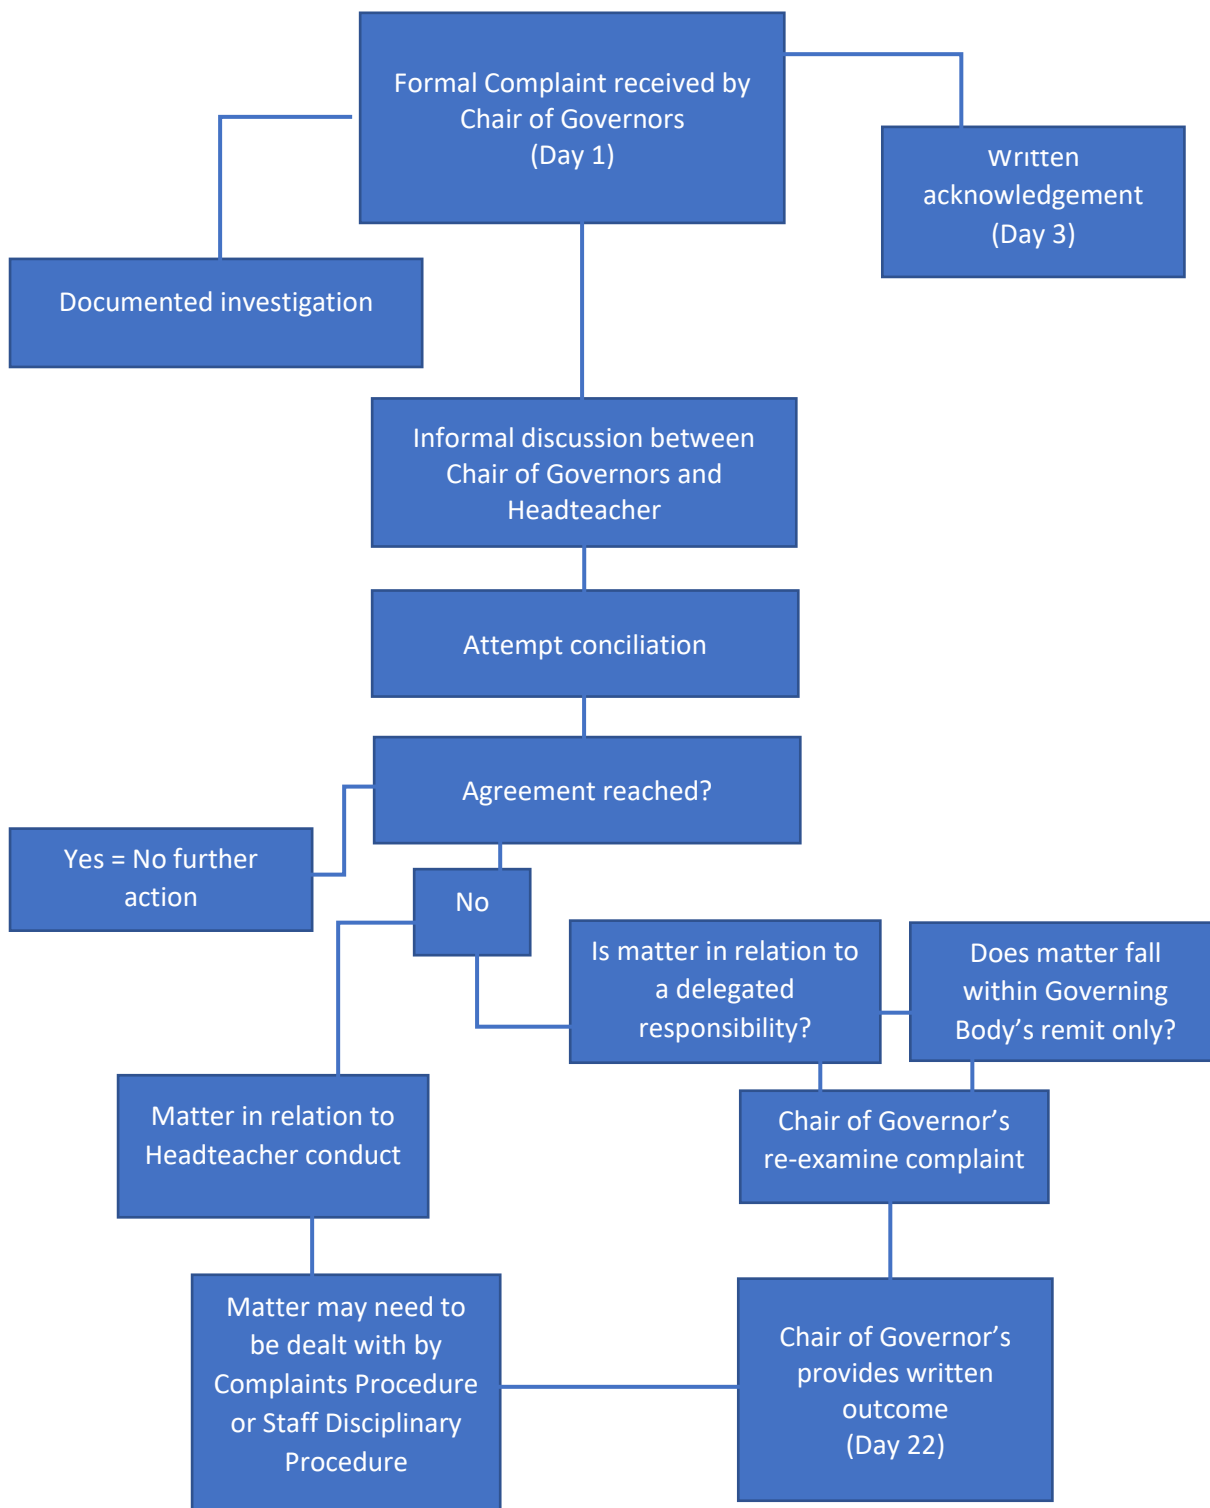 Formal Complaint received by
Chair of Governors
(Day 1)
Written
acknowledgement
(Day 3)
Documented investigation
Informal discussion between
Chair of Governors and
Headteacher
Attempt conciliation
Agreement reached?
Yes = No further
action
No
Is matter in relation to
a delegated
responsibility?
Does matter fall
within Governing
Body’s remit only?
Matter in relation to
Headteacher conduct
Chair of Governor’s
re-examine complaint
Matter may need to
be dealt with by
Complaints Procedure
or Staff Disciplinary
Procedure
Chair of Governor’s
provides written
outcome
(Day 22)